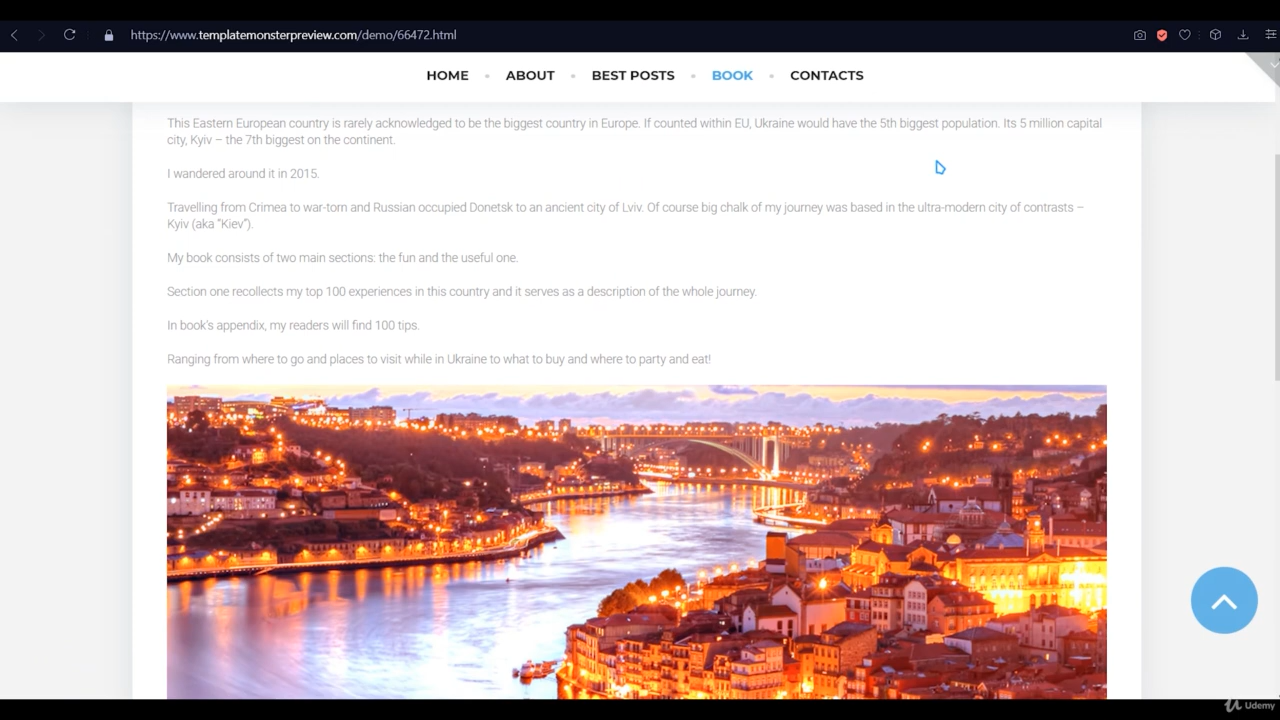 https://www.templatemonsterpreview.com/demo/66472.html
HOME ABOUT BEST POSTS BOOK CONTACTS
This Eastern European country is rarely acknowledged to be the biggest country in Europe. If counted within EU, Ukraine would have the 5th biggest population. Its 5 million capital
city, Kyiv – the 7th biggest on the continent.
I wandered around it in 2015.
Travelling from Crimea to war-torn and Russian occupied Donetsk to an ancient city of Lviv. Of course big chalk of my journey was based in the ultra-modern city of contrasts –
Kyiv (aka “Kiev”).
My book consists of two main sections: the fun and the useful one.
Section one recollects my top 100 experiences in this country and it serves as a description of the whole journey.
In book’s appendix, my readers will find 100 tips.
Ranging from where to go and places to visit while in Ukraine to what to buy and where to party and eat!
Udemy